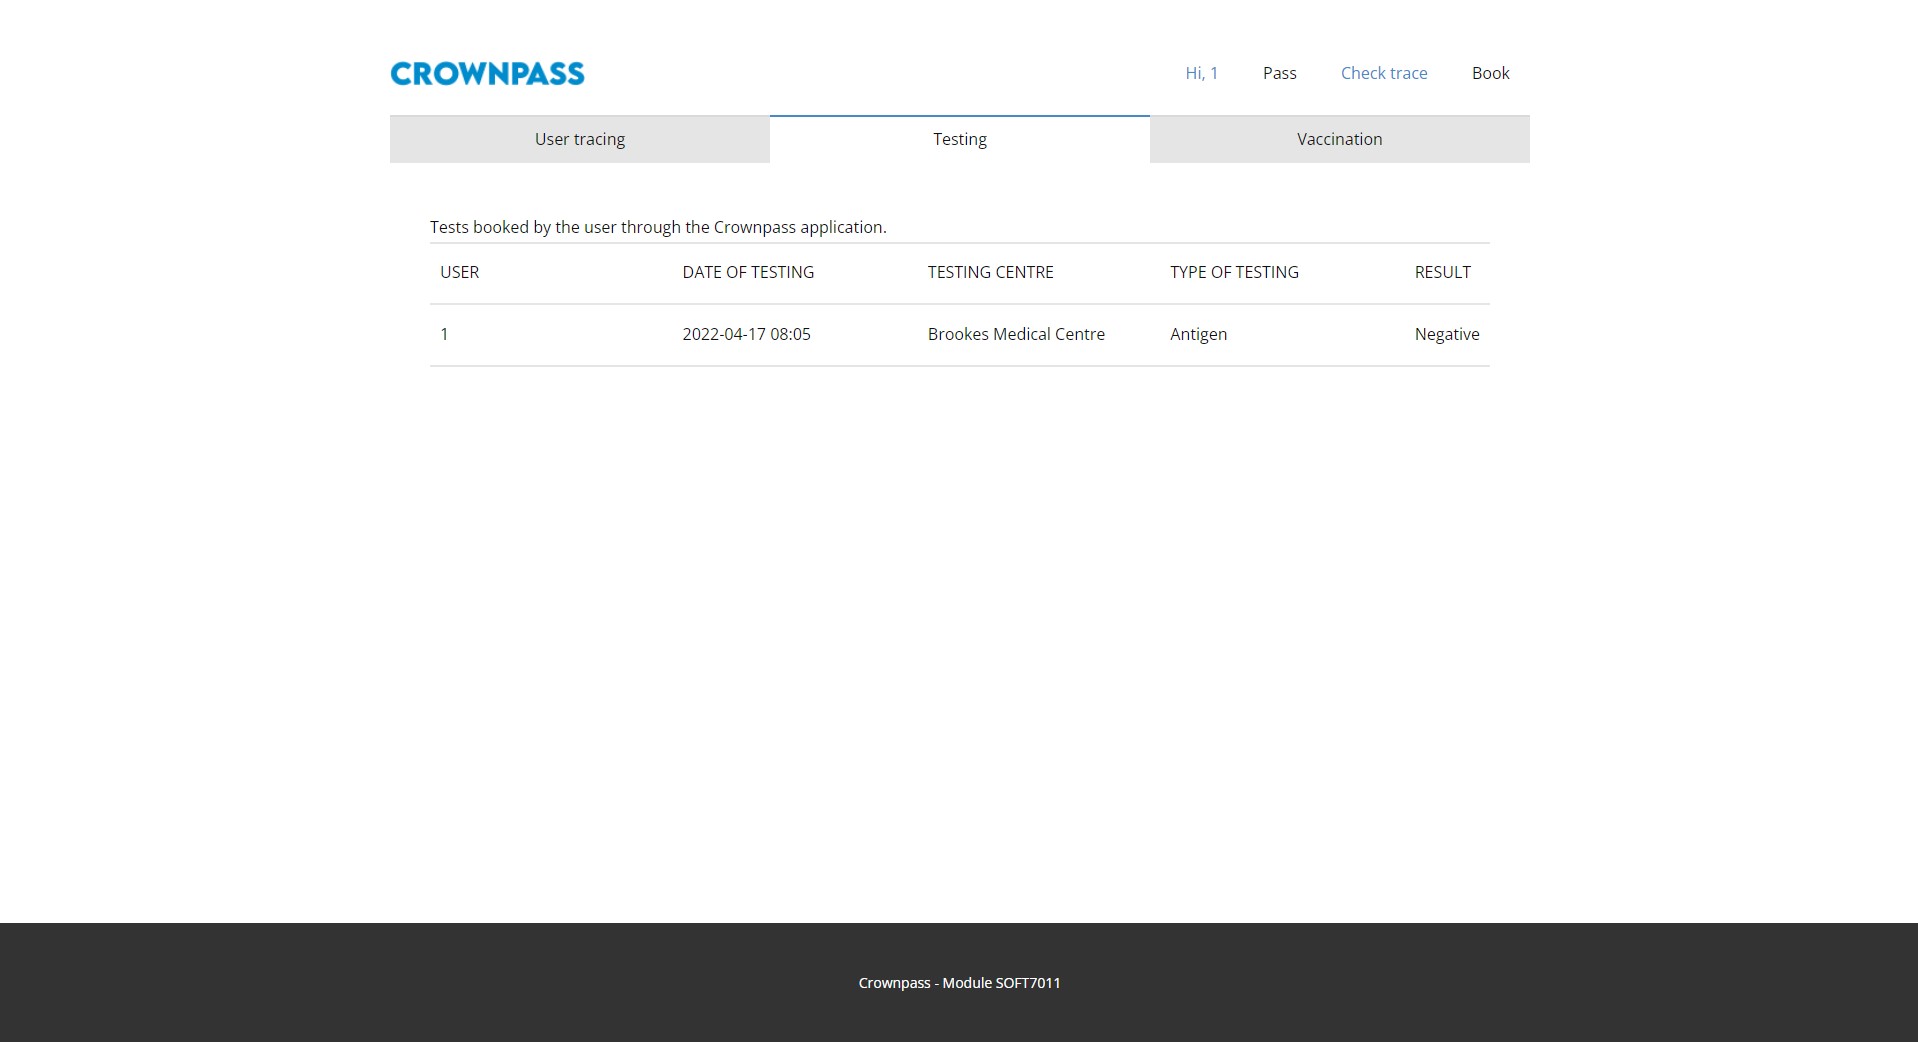 CROWNPASS
Hi, 1 Pass Check trace Book
User tracing Testing Vaccination
Tests booked by the user through the Crownpass application.
USER DATE OF TESTING TESTING CENTRE TYPE OF TESTING RESULT
1 2022-04-17 08:05 Brookes Medical Centre Antigen Negative
Crownpass - Module SOFT7011